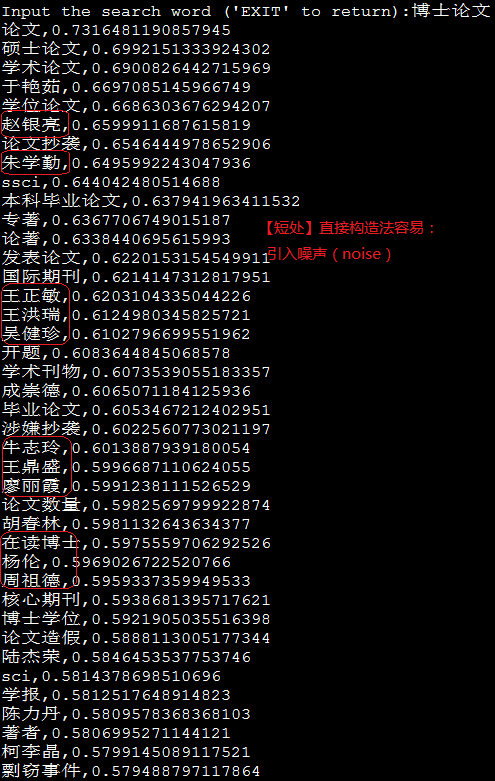 Input the search word ('EXIT' to return):博士论文
论文,0.7316481190857945
硕士论文,0.6992151333924302
学术论文,0.6900826442715969
于艳茹,0.6697085145966749
学位论文,0.6686303676294207
赵银亮,0.6599911687615819
论文抄袭,0.6546444978652906
朱学勤,0.6495992243047936
ssci,0.644042480514688
本科毕业论文,0.637941963411532
专著,0.6367706749015187
论著,0.6338440695615993
发表论文,0.6220153154549911
国际期刊,0.6214147312817951
王正敏,0.6203104335044226
王洪瑞,0.6124980345825721
吴健珍,0.6102796699551962
开题,0.6083644845068578
学术刊物,0.6073539055183357
成崇德,0.6065071184125936
毕业论文,0.6053467212402951
涉嫌抄袭,0.6022560773021197
牛志玲,0.6013887939180054
王鼎盛,0.5996687110624055
廖丽霞,0.5991238111526529
论文数量,0.5982569799922874
胡春林,0.5981132643634377
在读博士,0.5975559706292526
杨伦,0.5969026722520766
周祖德,0.5959337359949533
核心期刊,0.5938681395717621
博士学位,0.5921905035516398
论文造假,0.5888113005177344
陆杰荣,0.5846453537753746
sci,0.5814378698510696
学报,0.5812517648914823
陈力丹,0.5809578368368103
著者,0.5806995271144121
柯李晶,0.5799145089117521
剽窃事件,0.579488797117864
【短处】直接构造法容易：
引入噪声（noise）